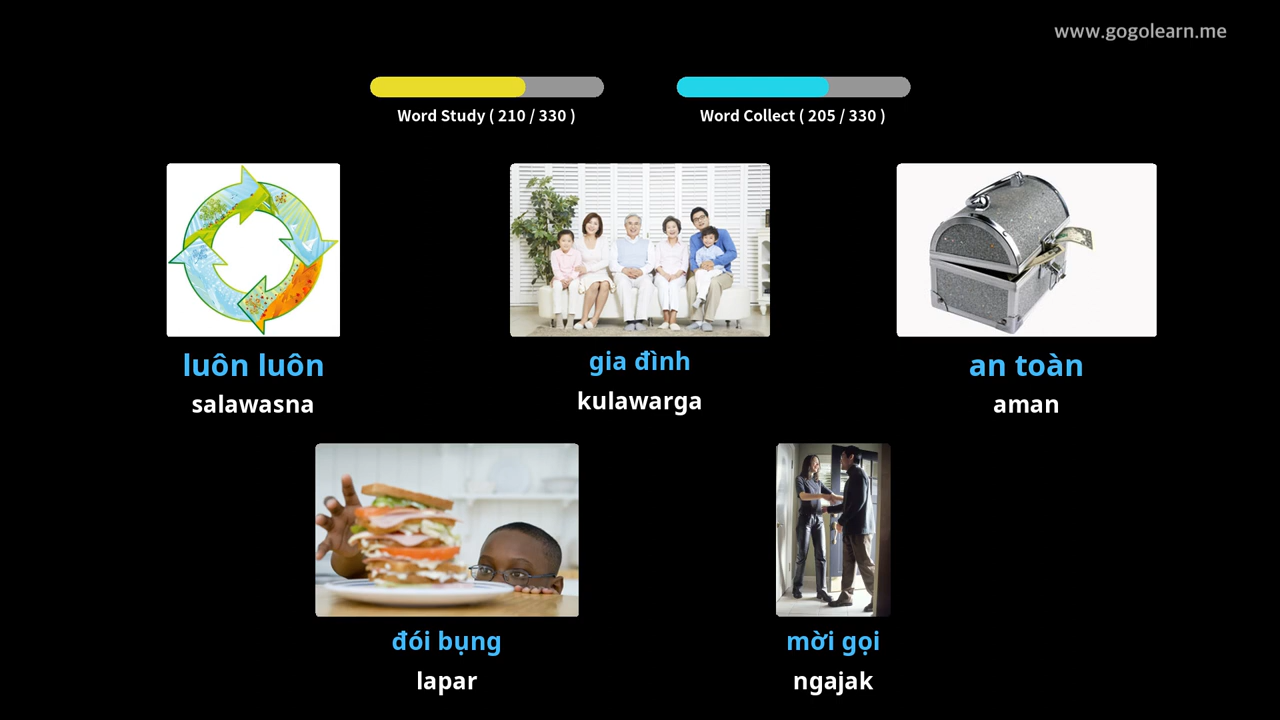 www.gogolearn.me
Word Study ( 210 / 330 )
Word Collect ( 205 / 330 )
luôn luôn
salawasna
gia đình
kulawarga
an toàn
aman
đói bụng
lapar
mời gọi
ngajak